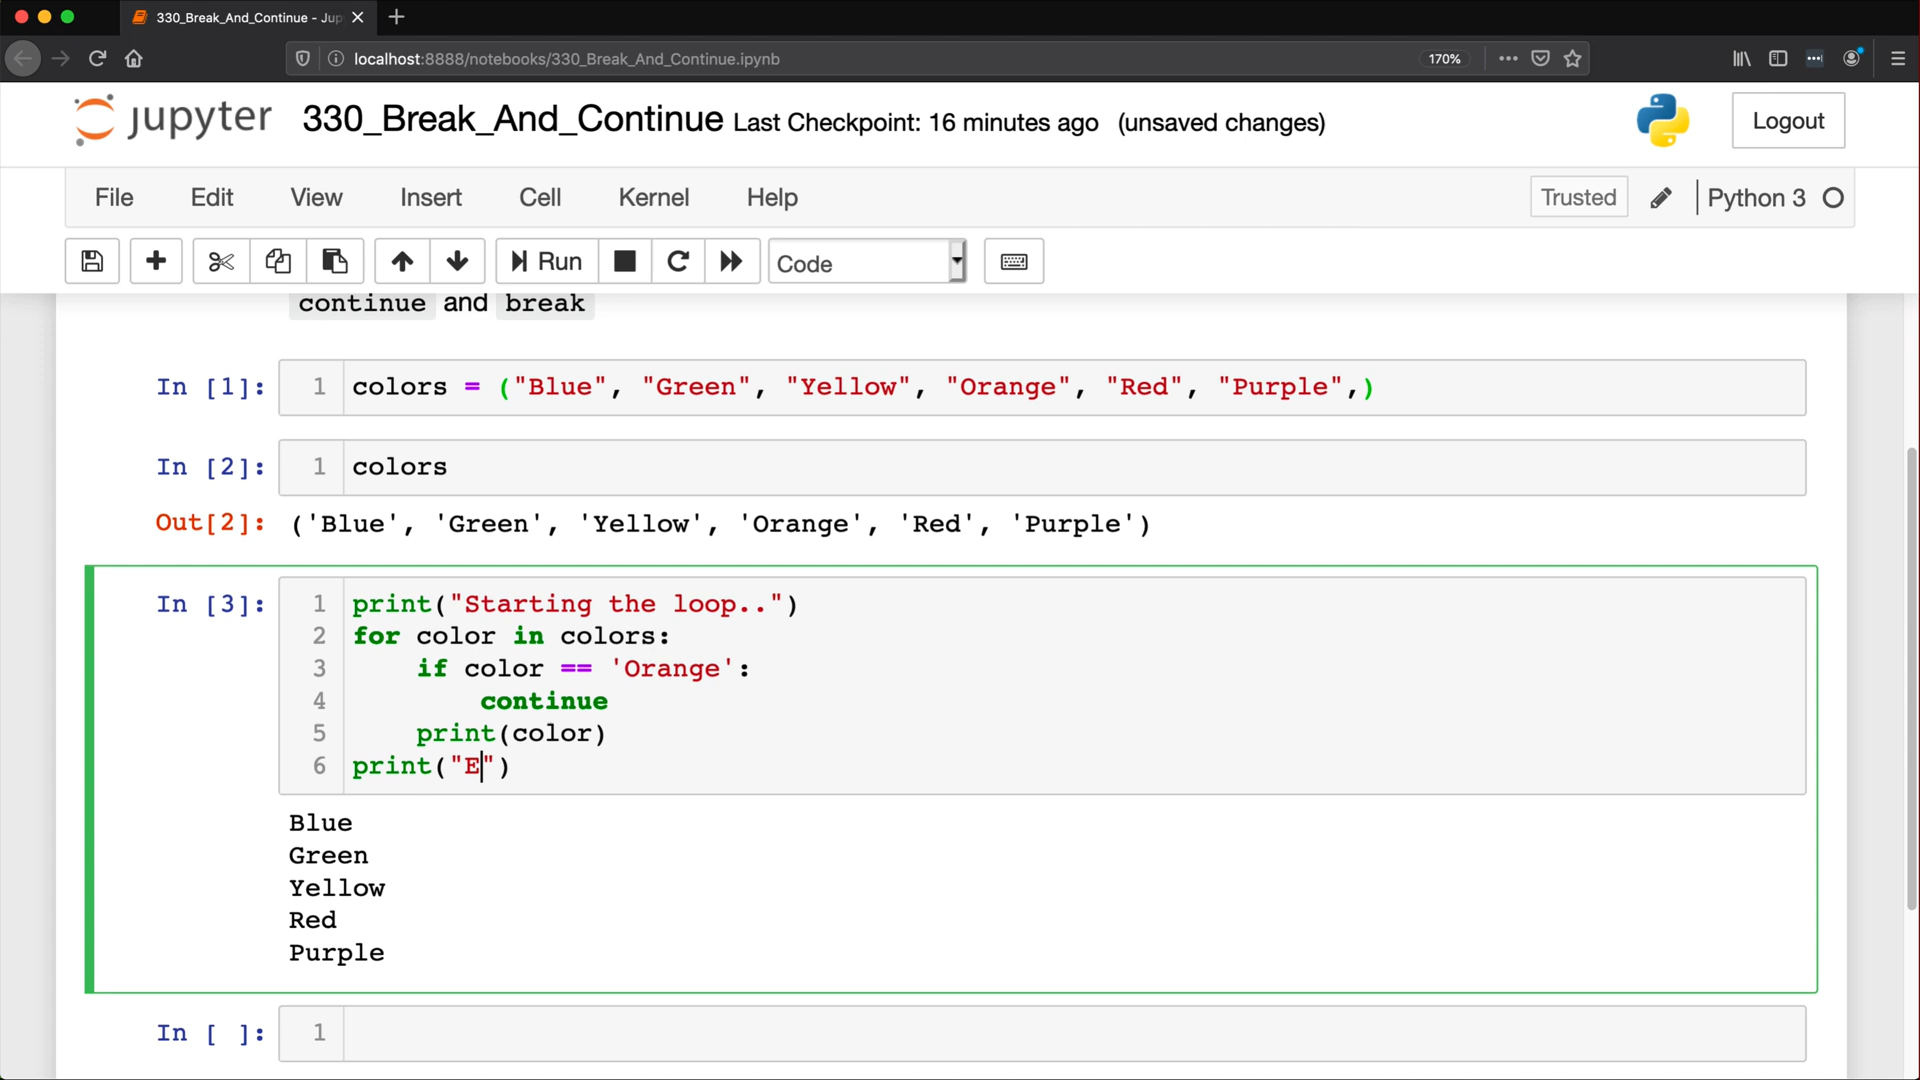 330_Break_And_Continue - Jup
localhost:8888/notebooks/330_Break_And_Continue.ipynb 170%
jupyter 330_Break_And_Continue Last Checkpoint: 16 minutes ago (unsaved changes) Logout
File Edit View Insert Cell Kernel Help Trusted Python 3
Run Code
continue and break
In [1]: 1 colors = ("Blue", "Green", "Yellow", "Orange", "Red", "Purple",)
In [2]: 1 colors
Out[2]: ('Blue', 'Green', 'Yellow', 'Orange', 'Red', 'Purple')
In [3]: 1 print("Starting the loop..")
2 for color in colors:
3 if color == 'Orange':
4 continue
5 print(color)
6 print("E")
Blue
Green
Yellow
Red
Purple
In [ ]: 1